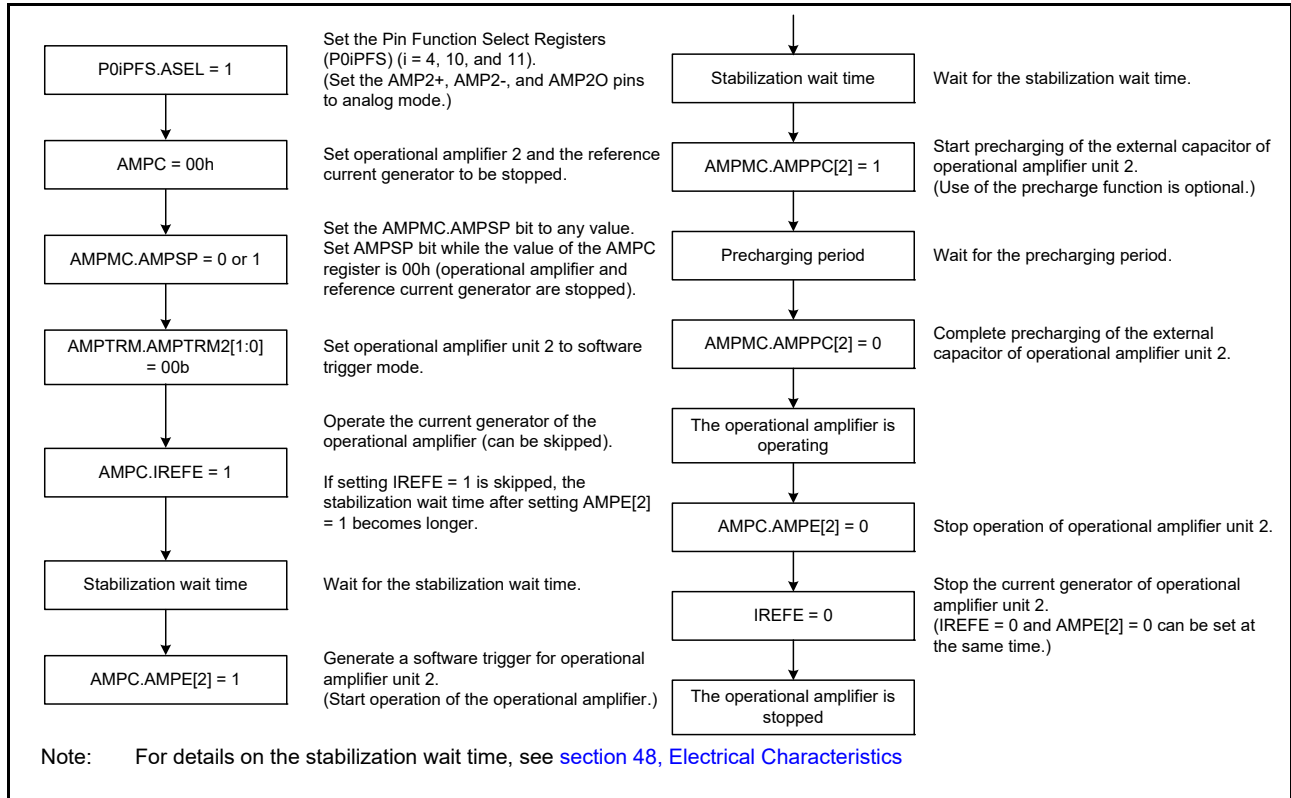 P0iPFS.ASEL = 1
Set the Pin Function Select Registers
(P0iPFS) (i = 4, 10, and 11).
(Set the AMP2+, AMP2-, and AMP2O pins
to analog mode.)
AMPC = 00h
Set operational amplifier 2 and the reference
current generator to be stopped.
AMPMC.AMPSP = 0 or 1
Set the AMPMC.AMPSP bit to any value.
Set AMPSP bit while the value of the AMPC
register is 00h (operational amplifier and
reference current generator are stopped).
AMPTRM.AMPTRM2[1:0]
= 00b
Set operational amplifier unit 2 to software
trigger mode.
AMPC.IREFE = 1
Operate the current generator of the
operational amplifier (can be skipped).
If setting IREFE = 1 is skipped, the
stabilization wait time after setting AMPE[2]
= 1 becomes longer.
Stabilization wait time
Wait for the stabilization wait time.
AMPC.AMPE[2] = 1
Generate a software trigger for operational
amplifier unit 2.
(Start operation of the operational amplifier.)
Stabilization wait time
Wait for the stabilization wait time.
AMPMC.AMPPC[2] = 1
Start precharging of the external capacitor of
operational amplifier unit 2.
(Use of the precharge function is optional.)
Precharging period
Wait for the precharging period.
AMPMC.AMPPC[2] = 0
Complete precharging of the external
capacitor of operational amplifier unit 2.
The operational amplifier is
operating
AMPC.AMPE[2] = 0
Stop operation of operational amplifier unit 2.
IREFE = 0
Stop the current generator of operational
amplifier unit 2.
(IREFE = 0 and AMPE[2] = 0 can be set at
the same time.)
The operational amplifier is
stopped
Note: For details on the stabilization wait time, see section 48, Electrical Characteristics